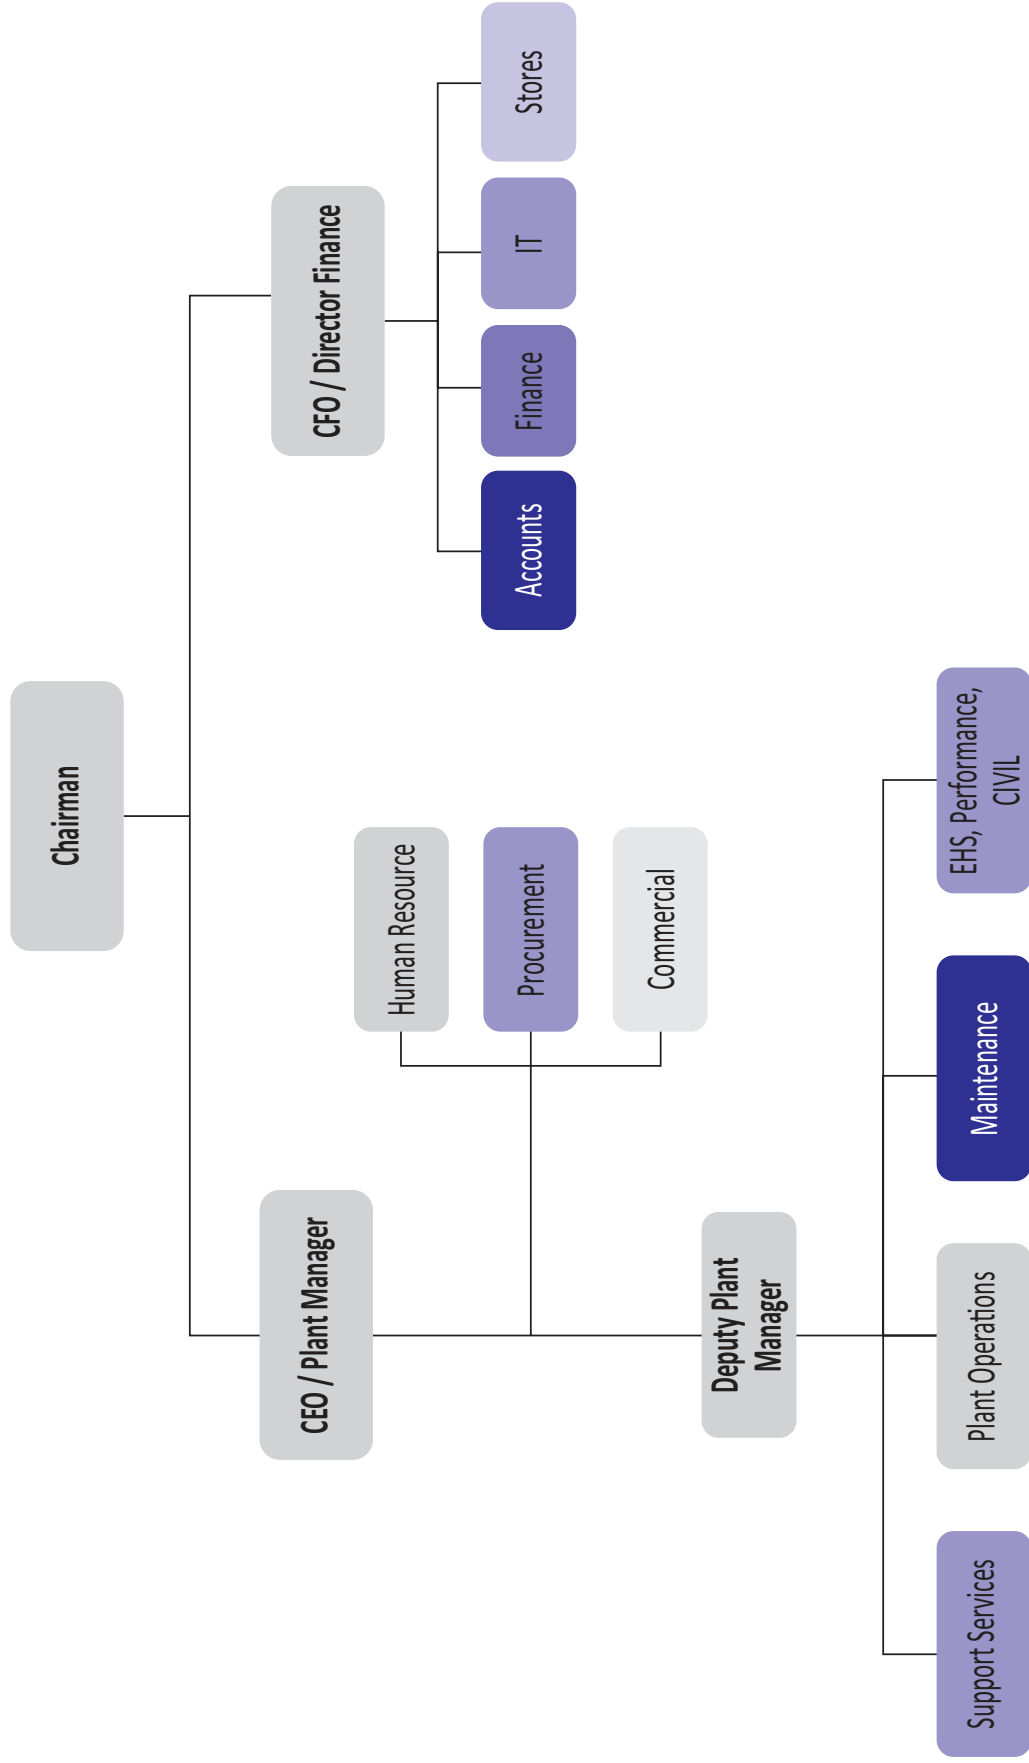 Chairman
CEO / Plant Manager
CFO / Director Finance
Human Resource
Procurement
Commercial
Accounts
Finance
IT
Stores
Deputy Plant
Manager
Support Services
Plant Operations
Maintenance
EHS, Performance,
CIVIL